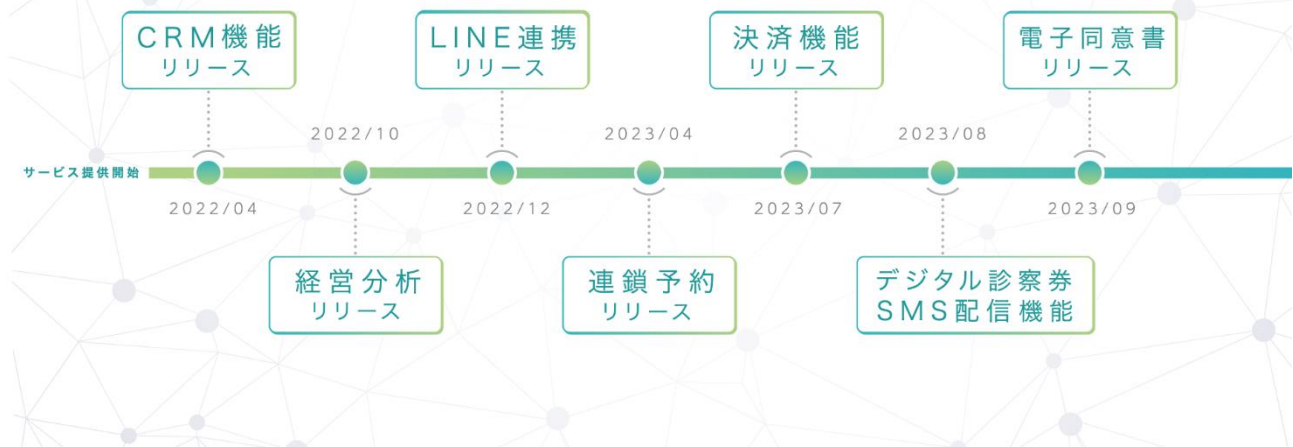 CRM機能
リリース
LINE連携
リリース
決済機能
リリース
電子同意書
リリース
2022/10
2023/04
2023/08
サービス提供開始
2022/04
2022/12
2023/07
2023/09
経営分析
リリース
連鎖予約
リリース
デジタル診察券
SMS配信機能